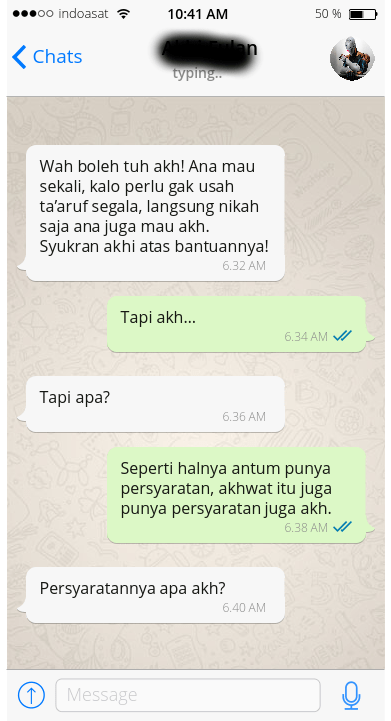 indoasat 10:41 AM 50 %
Chats
typing..
Wah boleh tuh akh! Ana mau
sekali, kalo perlu gak usah
ta'aruf segala, langsung nikah
saja ana juga mau akh.
Syukran akhi atas bantuannya!
6.32 AM
Tapi akh...
6.34 AM
Tapi apa?
6.36 AM
Seperti halnya antum punya
persyaratan, akhwat itu juga
punya persyaratan juga akh.
6.38 AM
Persyaratannya apa akh?
6.40 AM
Message